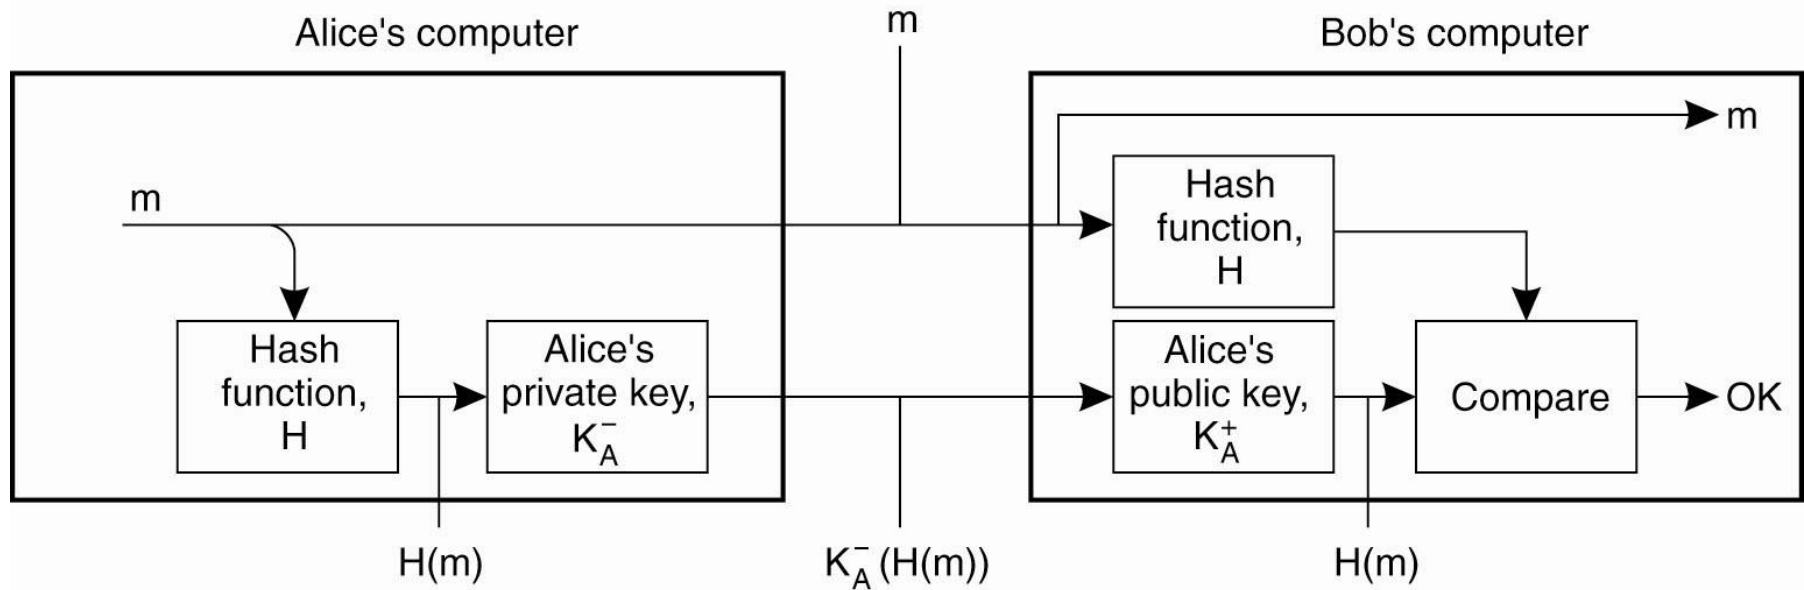 Alice's computer
m
Bob's computer
m
m
Hash
function,
H
Hash
function,
H
Alice's
private key,
K_A^-
Alice's
public key,
K_A^+
Compare
OK
H(m)
K_A^-(H(m))
H(m)